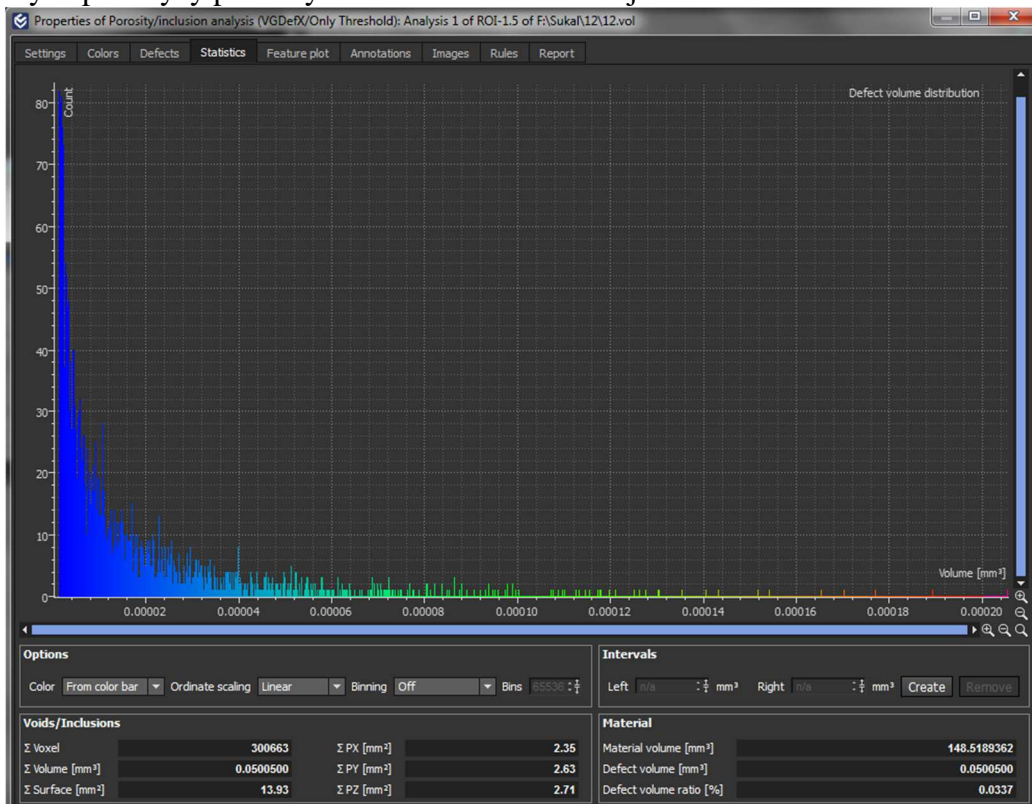 Properties of Porosity/inclusion analysis (VGDefX/Only Threshold): Analysis 1 of ROI-1.5 of F:\Sukal\12\12.vol
Settings Colors Defects Statistics Feature plot Annotations Images Rules Report
Defect volume distribution
Count
80
70
60
50
40
30
20
10
0
Volume [mm³]
0.00002 0.00004 0.00006 0.00008 0.00010 0.00012 0.00014 0.00016 0.00018 0.00020
Options
Color From color bar Ordinate scaling Linear Binning Off Bins 65536
Intervals
Left n/a mm³ Right n/a mm³ Create Remove
Voids/Inclusions
Σ Voxel 300663 Σ PX [mm²] 2.35
Σ Volume [mm³] 0.0500500 Σ PY [mm²] 2.63
Σ Surface [mm²] 13.93 Σ PZ [mm²] 2.71
Material
Material volume [mm³] 148.5189362
Defect volume [mm³] 0.0500500
Defect volume ratio [%] 0.0337